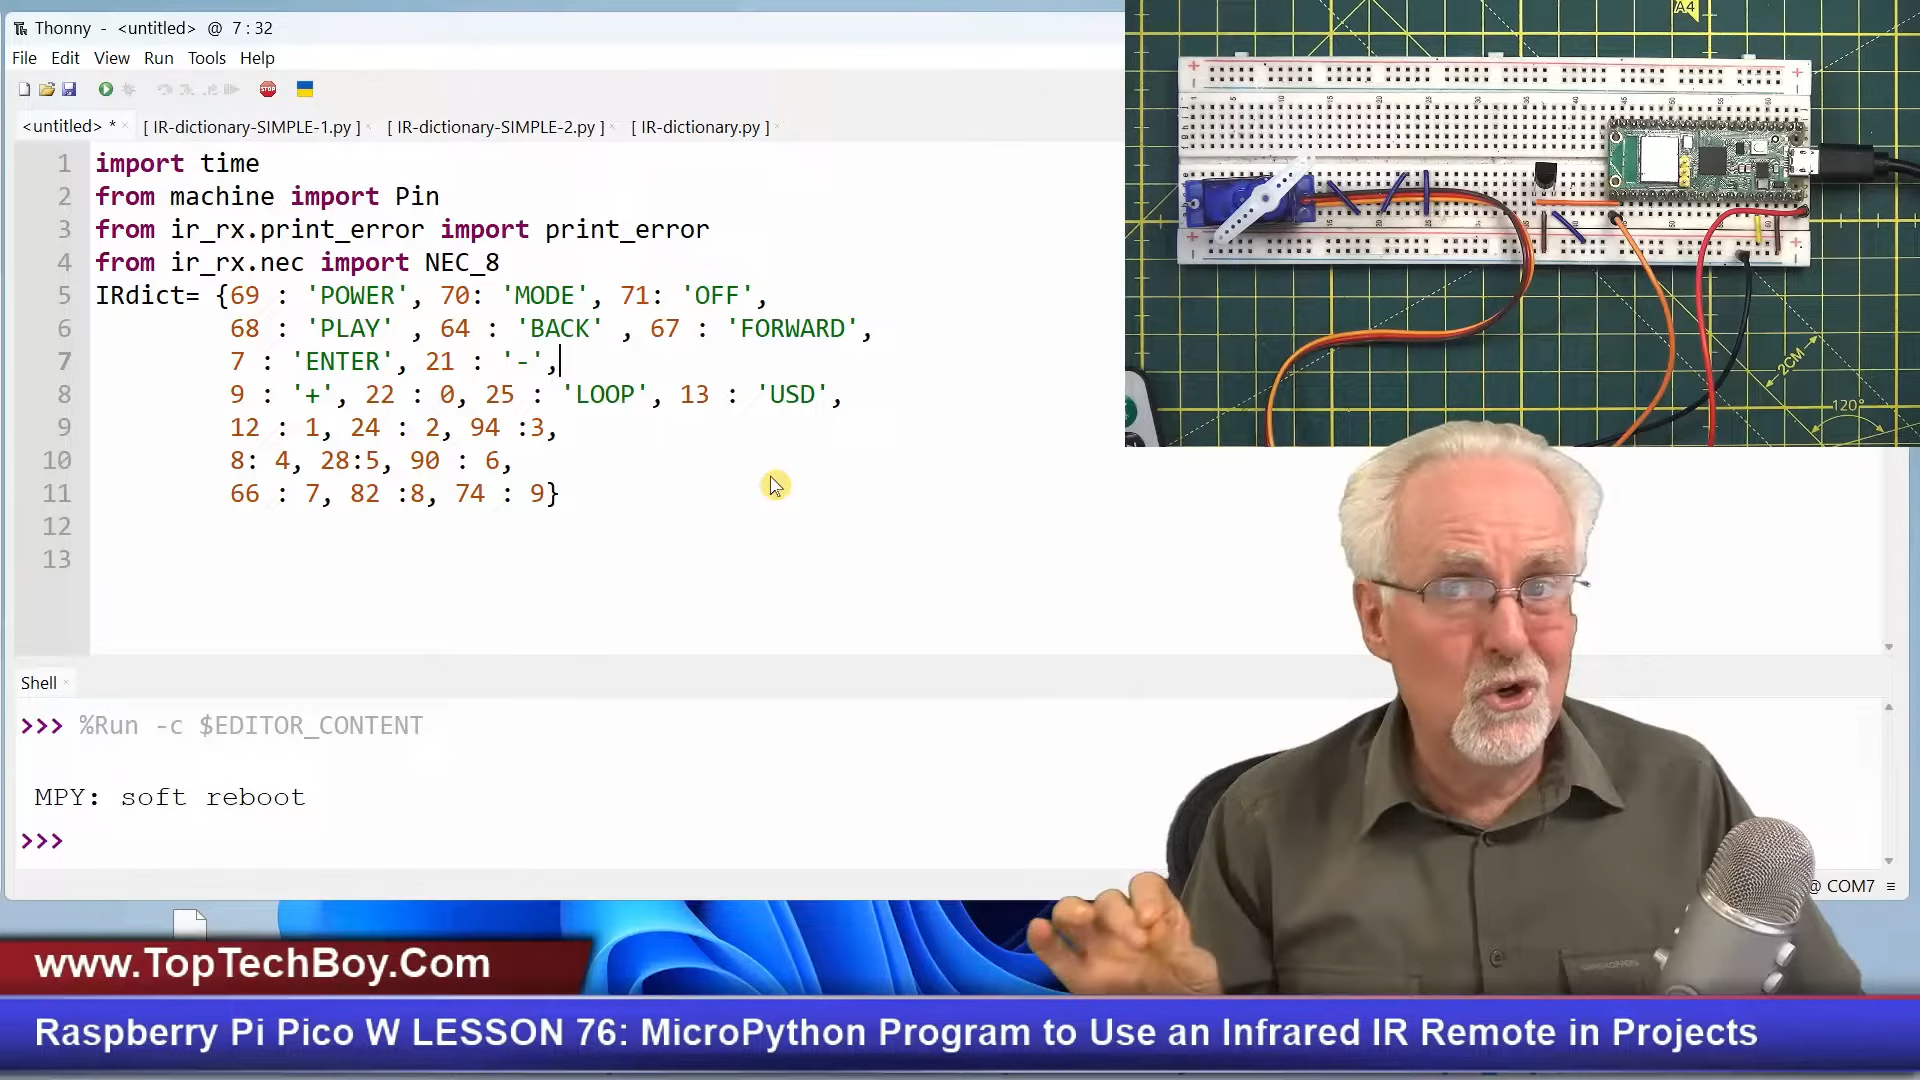 Thonny - <untitled> @ 7 : 32
File Edit View Run Tools Help
STOP
<untitled> * [ IR-dictionary-SIMPLE-1.py ] [ IR-dictionary-SIMPLE-2.py ] [ IR-dictionary.py ]
1 import time
2 from machine import Pin
3 from ir_rx.print_error import print_error
4 from ir_rx.nec import NEC_8
5 IRdict= {69 : 'POWER', 70: 'MODE', 71: 'OFF',
6 68 : 'PLAY' , 64 : 'BACK' , 67 : 'FORWARD',
7 7 : 'ENTER', 21 : '-',
8 9 : '+', 22 : 0, 25 : 'LOOP', 13 : 'USD',
9 12 : 1, 24 : 2, 94 :3,
10 8: 4, 28:5, 90 : 6,
11 66 : 7, 82 :8, 74 : 9}
12
13
Shell
>>> %Run -c $EDITOR_CONTENT
MPY: soft reboot
>>>
@ COM7 ≡
A4
2CM
120°
www.TopTechBoy.Com
Raspberry Pi Pico W LESSON 76: MicroPython Program to Use an Infrared IR Remote in Projects